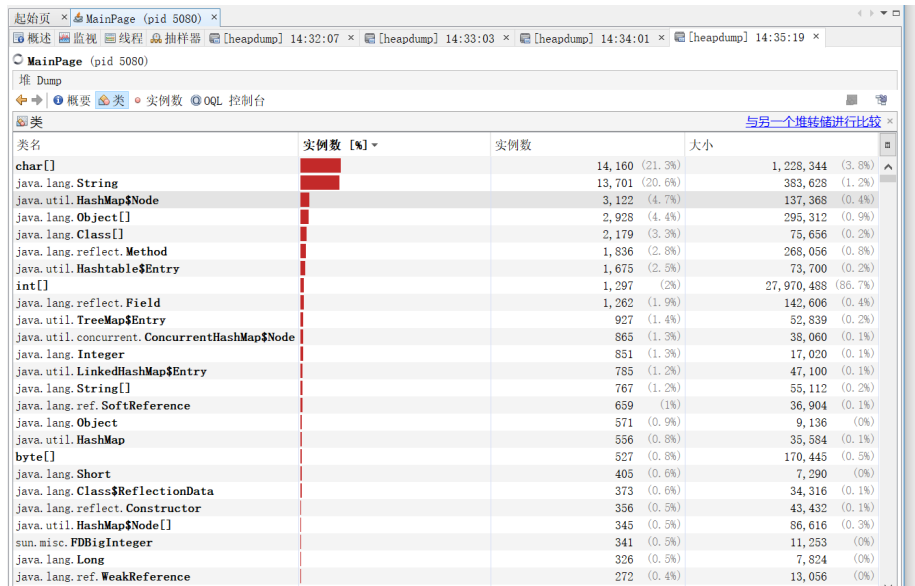 起始页 × MainPage (pid 5080) ×
概述 监视 线程 抽样器 [heapdump] 14:32:07 × [heapdump] 14:33:03 × [heapdump] 14:34:01 × [heapdump] 14:35:19 ×
MainPage (pid 5080)
堆 Dump
概要 类 实例数 OQL 控制台
类 与另一个堆转储进行比较 ×
类名 实例数 [%] 实例数 大小
char[] 14,160 (21.3%) 1,228,344 (3.8%)
java.lang.String 13,701 (20.6%) 383,628 (1.2%)
java.util.HashMap$Node 3,122 (4.7%) 137,368 (0.4%)
java.lang.Object[] 2,928 (4.4%) 295,312 (0.9%)
java.lang.Class[] 2,179 (3.3%) 75,656 (0.2%)
java.lang.reflect.Method 1,836 (2.8%) 268,056 (0.8%)
java.util.Hashtable$Entry 1,675 (2.5%) 73,700 (0.2%)
int[] 1,297 (2%) 27,970,488 (86.7%)
java.lang.reflect.Field 1,262 (1.9%) 142,606 (0.4%)
java.util.TreeMap$Entry 927 (1.4%) 52,839 (0.2%)
java.util.concurrent.ConcurrentHashMap$Node 865 (1.3%) 38,060 (0.1%)
java.lang.Integer 851 (1.3%) 17,020 (0.1%)
java.util.LinkedHashMap$Entry 785 (1.2%) 47,100 (0.1%)
java.lang.String[] 767 (1.2%) 55,112 (0.2%)
java.lang.ref.SoftReference 659 (1%) 36,904 (0.1%)
java.lang.Object 571 (0.9%) 9,136 (0%)
java.util.HashMap 556 (0.8%) 35,584 (0.1%)
byte[] 527 (0.8%) 170,445 (0.5%)
java.lang.Short 405 (0.6%) 7,290 (0%)
java.lang.Class$ReflectionData 373 (0.6%) 34,316 (0.1%)
java.lang.reflect.Constructor 356 (0.5%) 43,432 (0.1%)
java.util.HashMap$Node[] 345 (0.5%) 86,616 (0.3%)
sun.misc.FDBigInteger 341 (0.5%) 11,253 (0%)
java.lang.Long 326 (0.5%) 7,824 (0%)
java.lang.ref.WeakReference 272 (0.4%) 13,056 (0%)